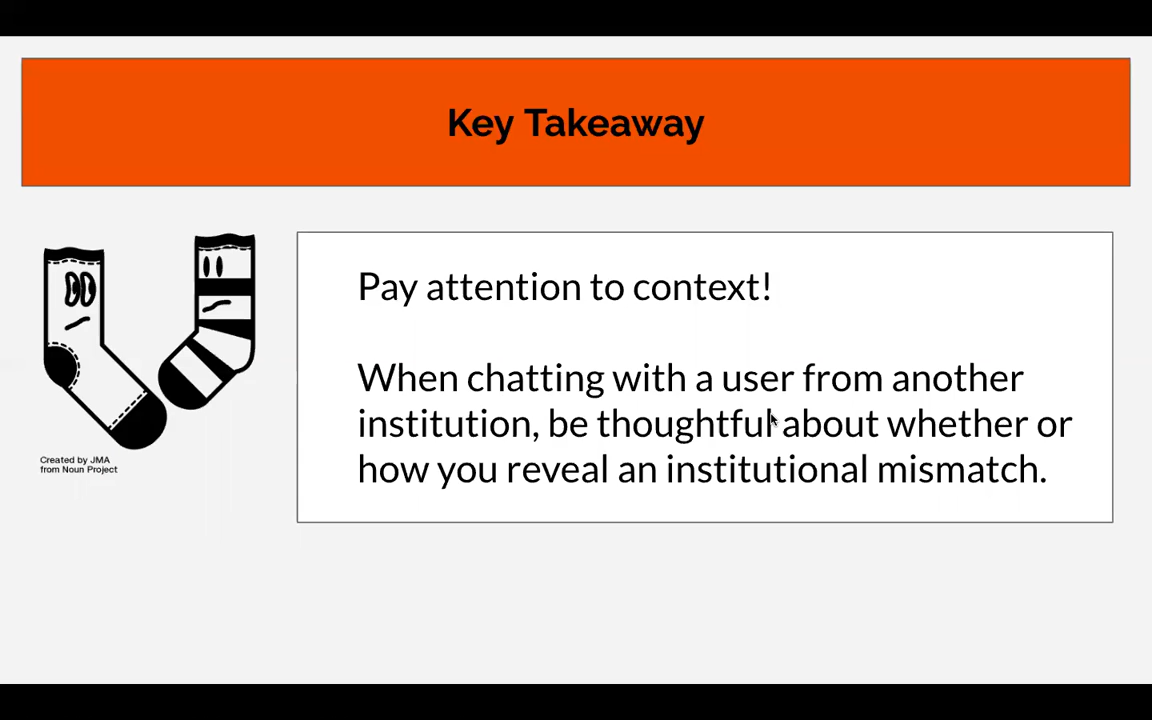 Key Takeaway
Pay attention to context!
When chatting with a user from another
institution, be thoughtful about whether or
how you reveal an institutional mismatch.
Created by JMA
from Noun Project